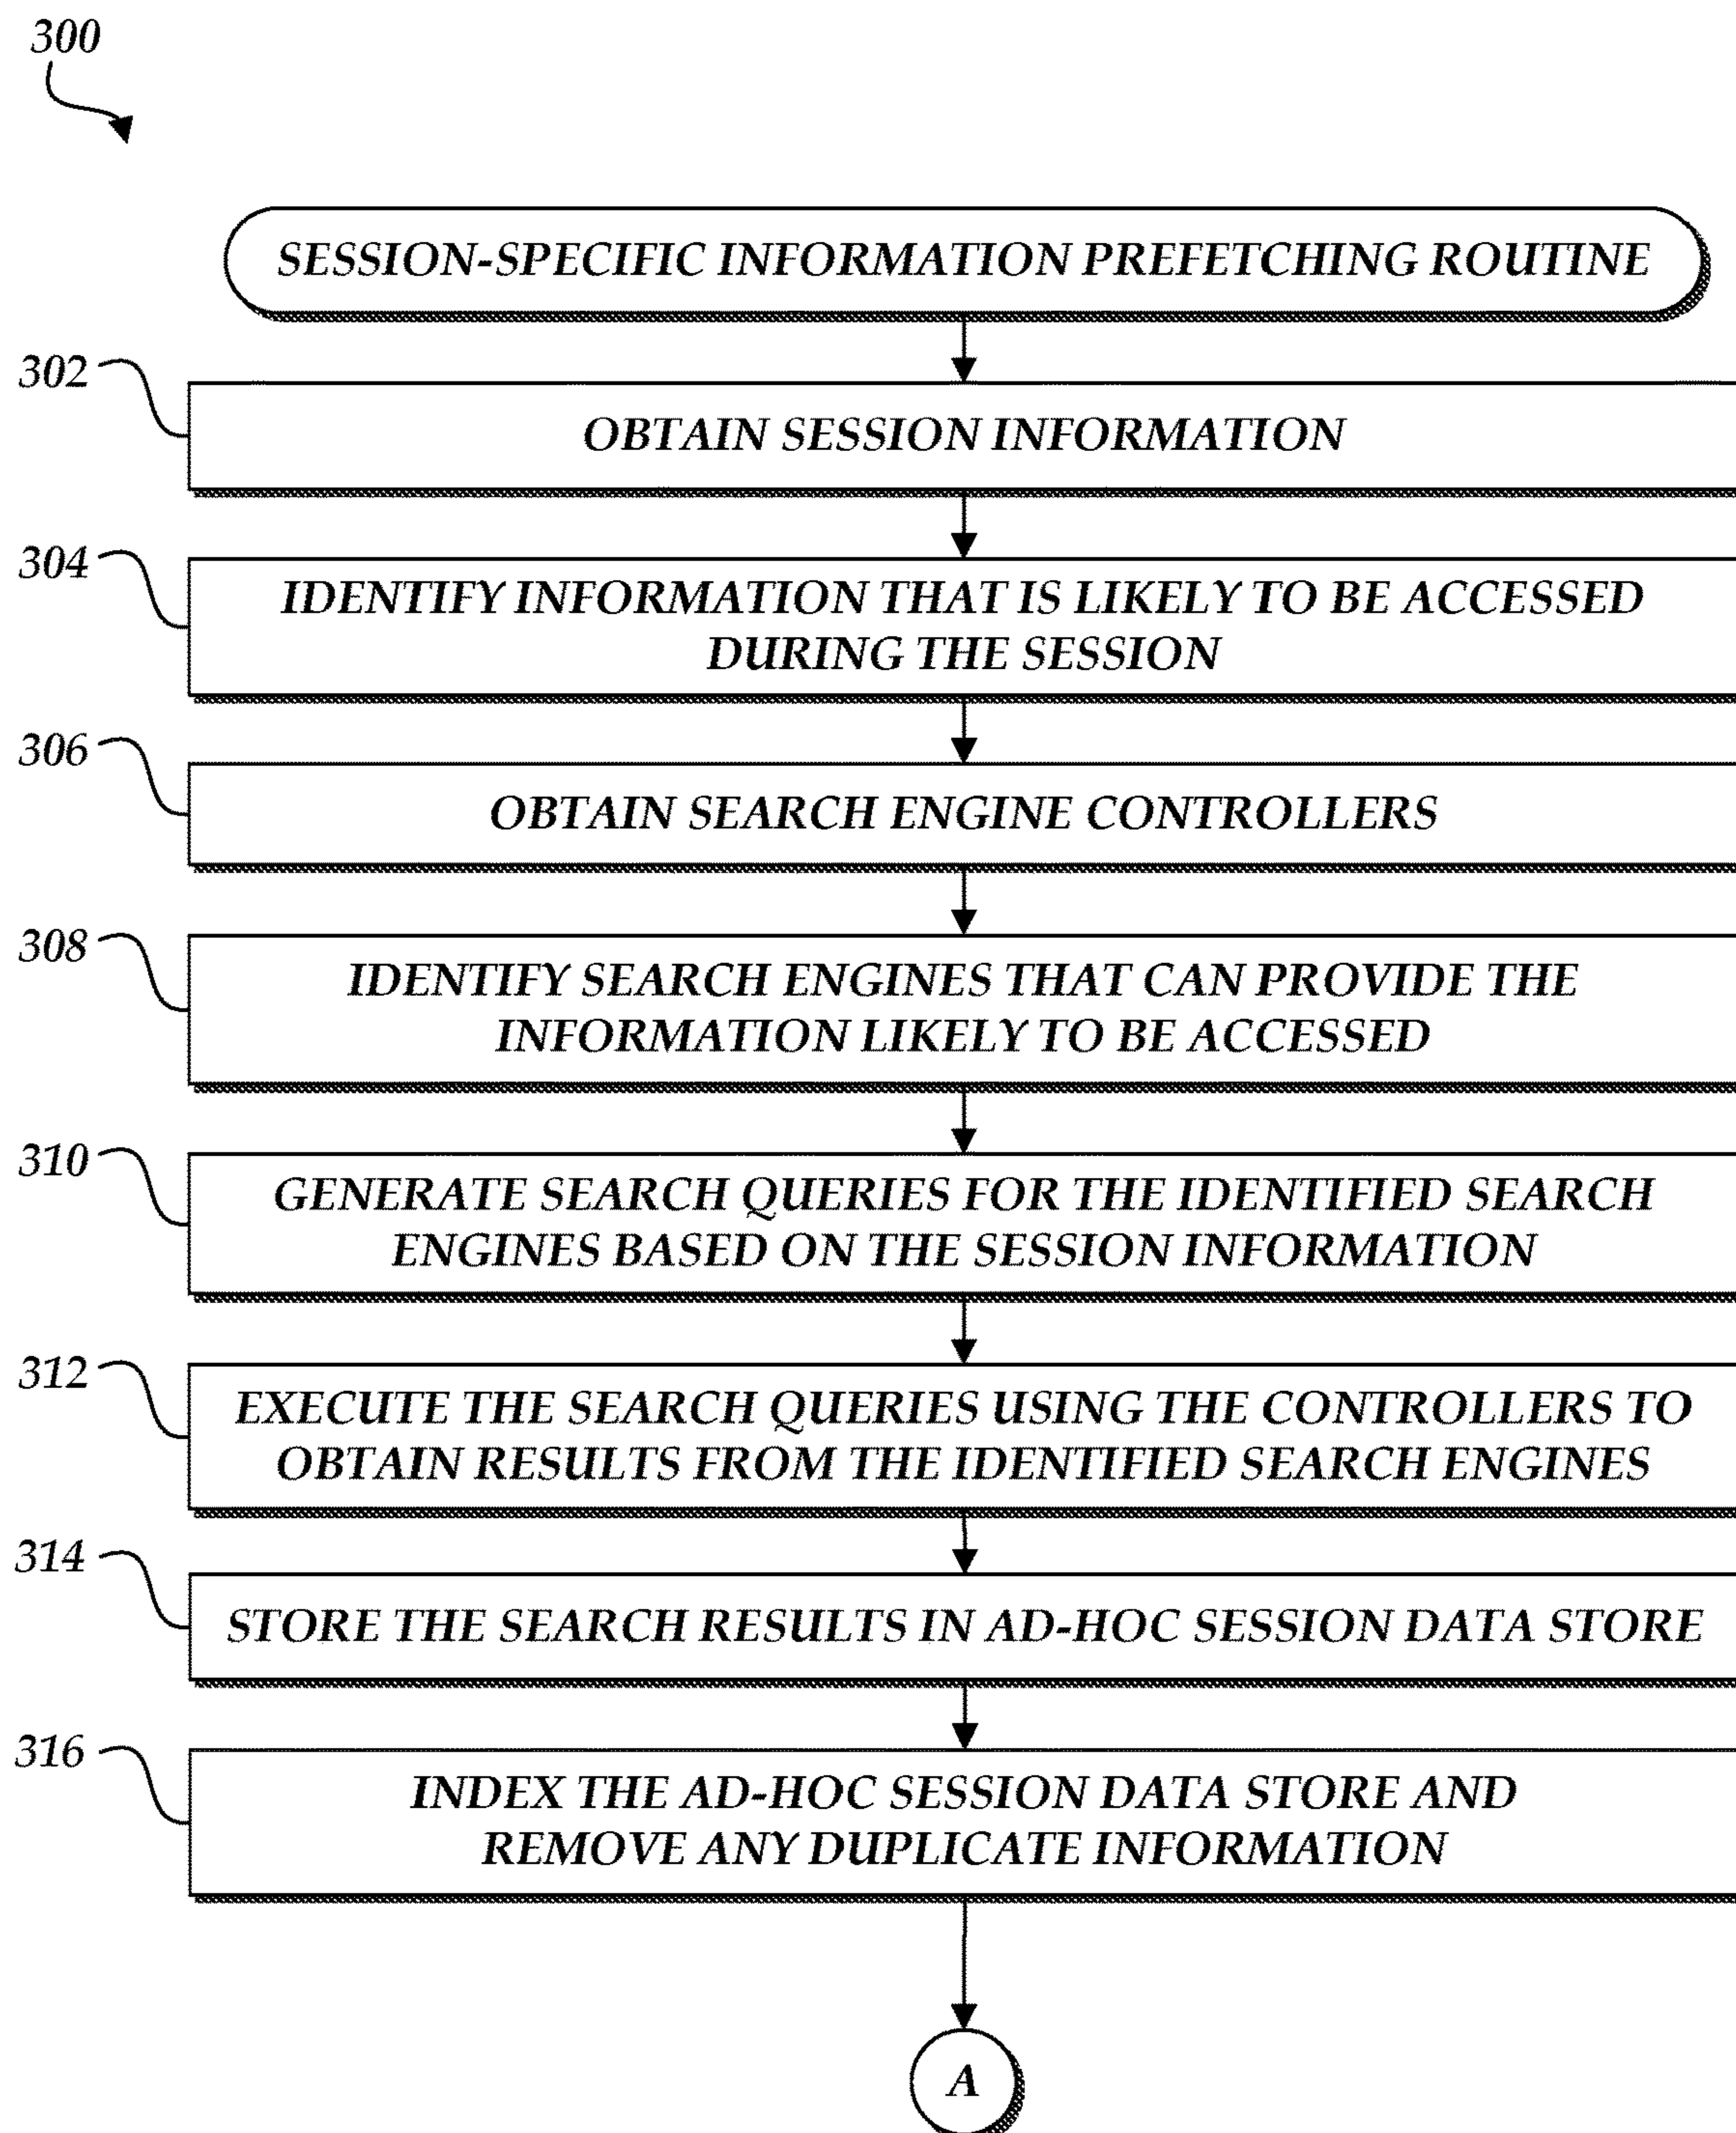 300
SESSION-SPECIFIC INFORMATION PREFETCHING ROUTINE
302
OBTAIN SESSION INFORMATION
304
IDENTIFY INFORMATION THAT IS LIKELY TO BE ACCESSED
DURING THE SESSION
306
OBTAIN SEARCH ENGINE CONTROLLERS
308
IDENTIFY SEARCH ENGINES THAT CAN PROVIDE THE
INFORMATION LIKELY TO BE ACCESSED
310
GENERATE SEARCH QUERIES FOR THE IDENTIFIED SEARCH
ENGINES BASED ON THE SESSION INFORMATION
312
EXECUTE THE SEARCH QUERIES USING THE CONTROLLERS TO
OBTAIN RESULTS FROM THE IDENTIFIED SEARCH ENGINES
314
STORE THE SEARCH RESULTS IN AD-HOC SESSION DATA STORE
316
INDEX THE AD-HOC SESSION DATA STORE AND
REMOVE ANY DUPLICATE INFORMATION
A